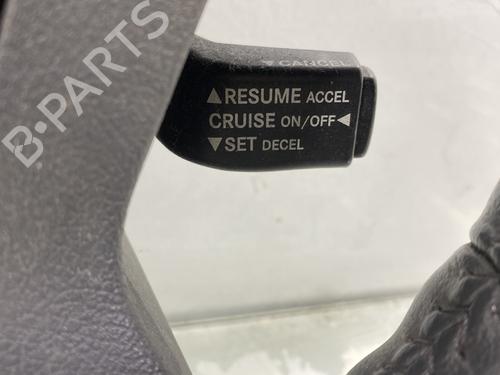 B-PARTS
▼CANCEL
▲RESUME ACCEL
CRUISE ON/OFF◄
▼SET DECEL